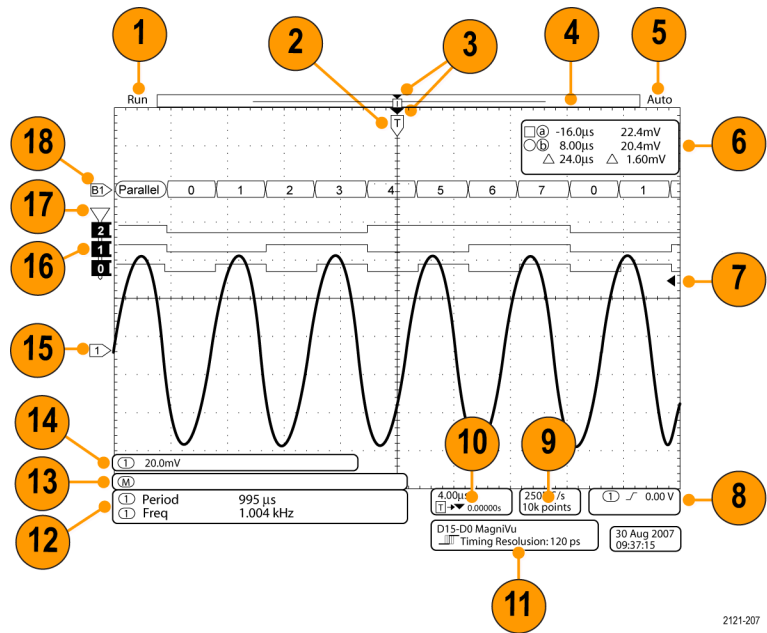 1
2
3
4
5
Run
Auto
T
6
a -16.0µs 22.4mV
b 8.00µs 20.4mV
△ 24.0µs △ 1.60mV
18
B1
Parallel 0 1 2 3 4 5 6 7 0 1
17
2
16
1
0
7
15
1
14
1 20.0mV
13
M
12
1 Period 995 µs
1 Freq 1.004 kHz
10
9
8
4.00µs
T 0.00000s
10k points
1 0.00 V
D15-D0 MagniVu
Timing Resolusion: 120 ps
30 Aug 2007
09:37:15
11
2121-207